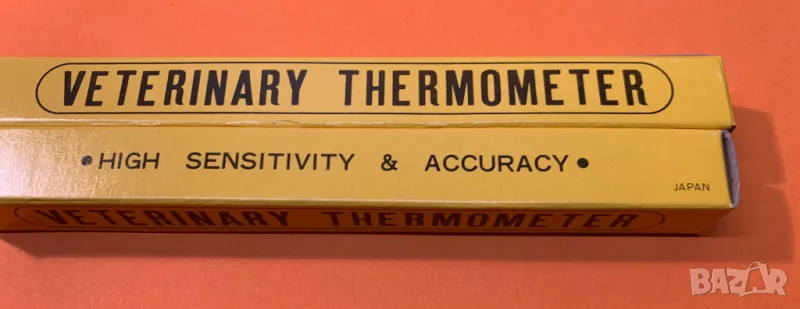 VETERINARY THERMOMETER
• HIGH SENSITIVITY & ACCURACY •
JAPAN
VETERINARY THERMOMETER
BAZAR